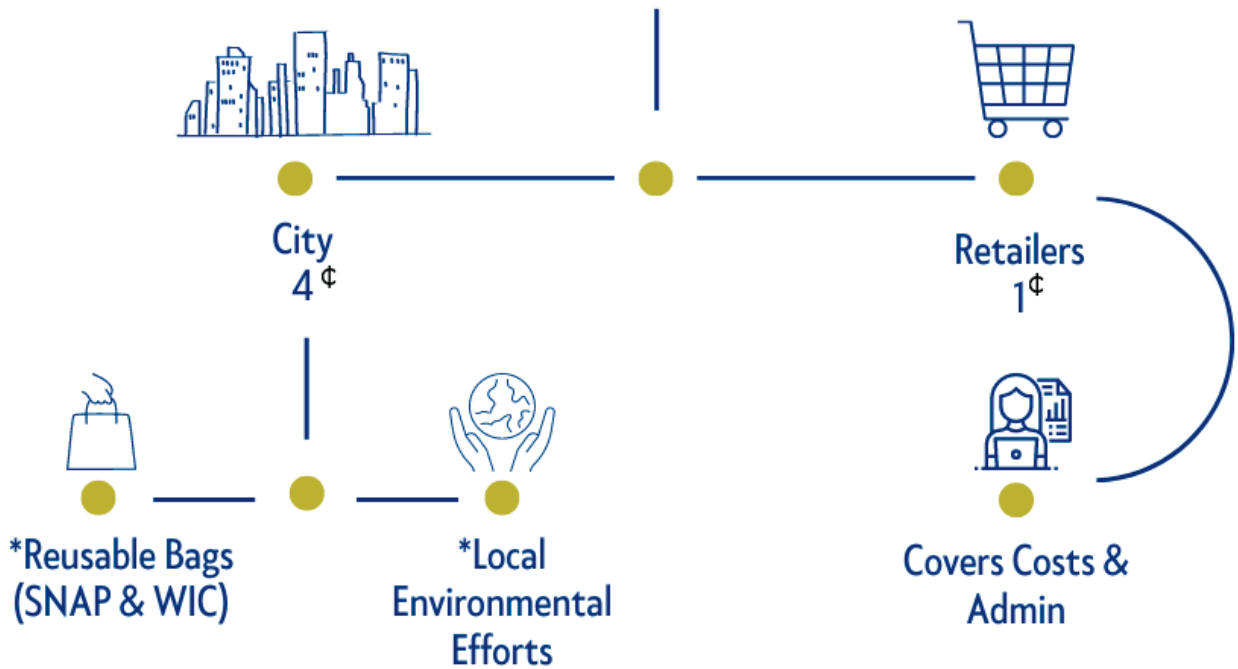 City
4¢
Retailers
1¢
*Reusable Bags
(SNAP & WIC)
*Local
Environmental
Efforts
Covers Costs &
Admin